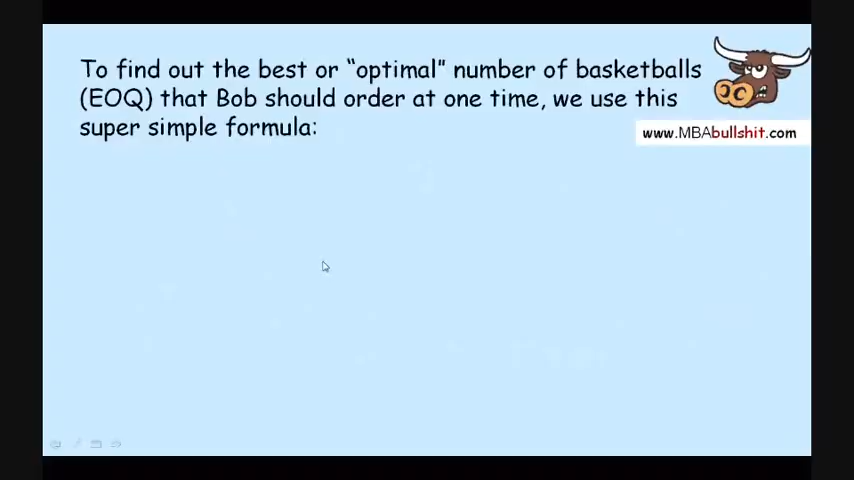 To find out the best or “optimal" number of basketballs
(EOQ) that Bob should order at one time, we use this
super simple formula:
www.MBAbullshit.com